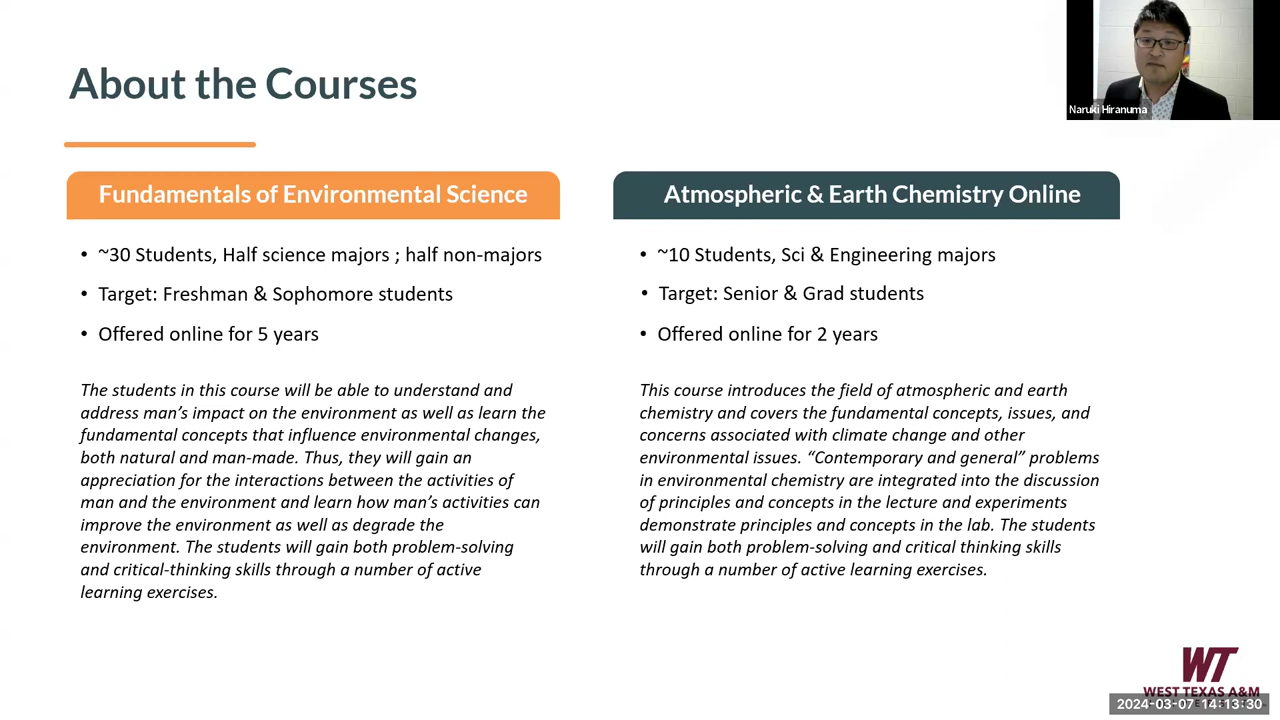 About the Courses
Naruki Hiranuma
Fundamentals of Environmental Science
• ~30 Students, Half science majors ; half non-majors
• Target: Freshman & Sophomore students
• Offered online for 5 years
The students in this course will be able to understand and
address man's impact on the environment as well as learn the
fundamental concepts that influence environmental changes,
both natural and man-made. Thus, they will gain an
appreciation for the interactions between the activities of
man and the environment and learn how man's activities can
improve the environment as well as degrade the
environment. The students will gain both problem-solving
and critical-thinking skills through a number of active
learning exercises.
Atmospheric & Earth Chemistry Online
• ~10 Students, Sci & Engineering majors
• Target: Senior & Grad students
• Offered online for 2 years
This course introduces the field of atmospheric and earth
chemistry and covers the fundamental concepts, issues, and
concerns associated with climate change and other
environmental issues. “Contemporary and general” problems
in environmental chemistry are integrated into the discussion
of principles and concepts in the lecture and experiments
demonstrate principles and concepts in the lab. The students
will gain both problem-solving and critical thinking skills
through a number of active learning exercises.
WT
WEST TEXAS A&M
2024-03-07 14:13:30